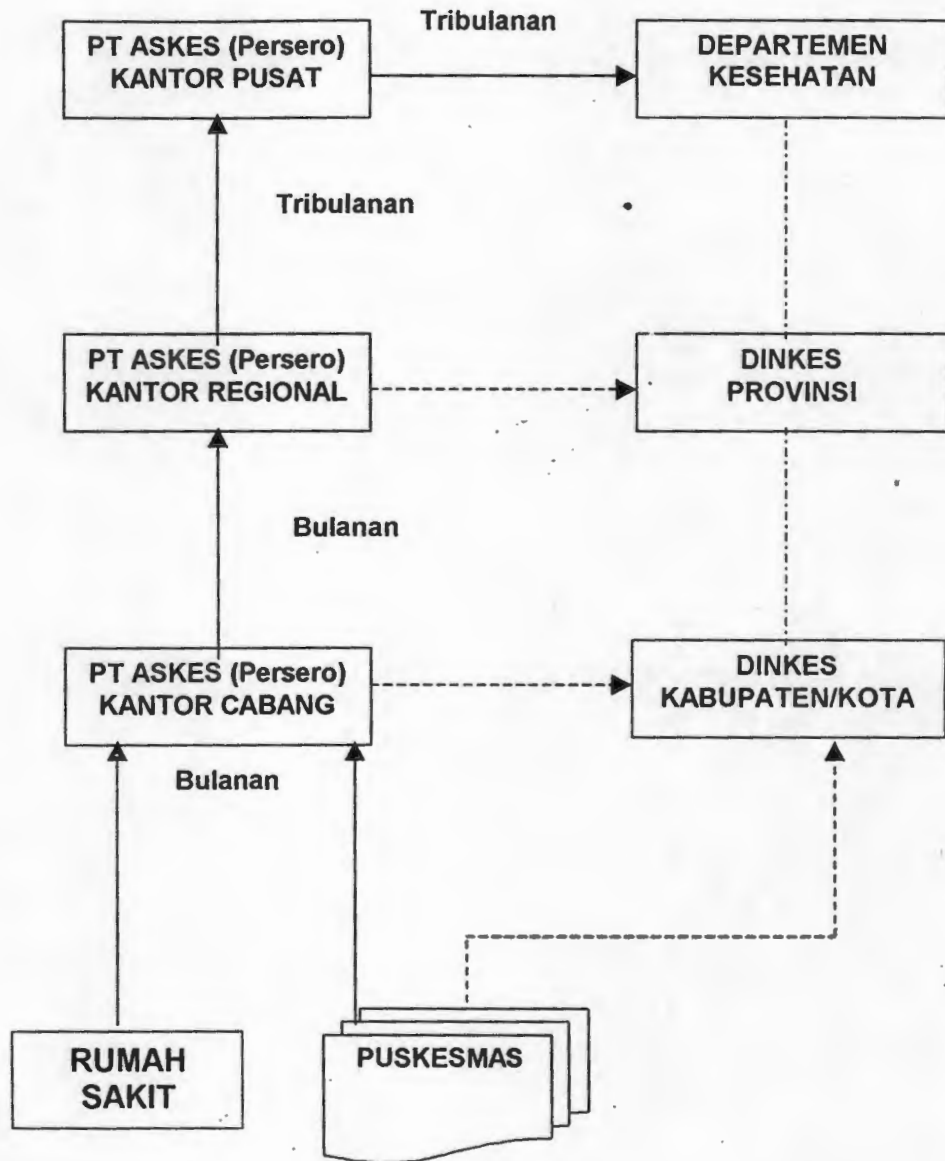 Tribulanan
PT ASKES (Persero)
KANTOR PUSAT
DEPARTEMEN
KESEHATAN
Tribulanan
PT ASKES (Persero)
KANTOR REGIONAL
DINKES
PROVINSI
Bulanan
PT ASKES (Persero)
KANTOR CABANG
DINKES
KABUPATEN/KOTA
Bulanan
RUMAH
SAKIT
PUSKESMAS